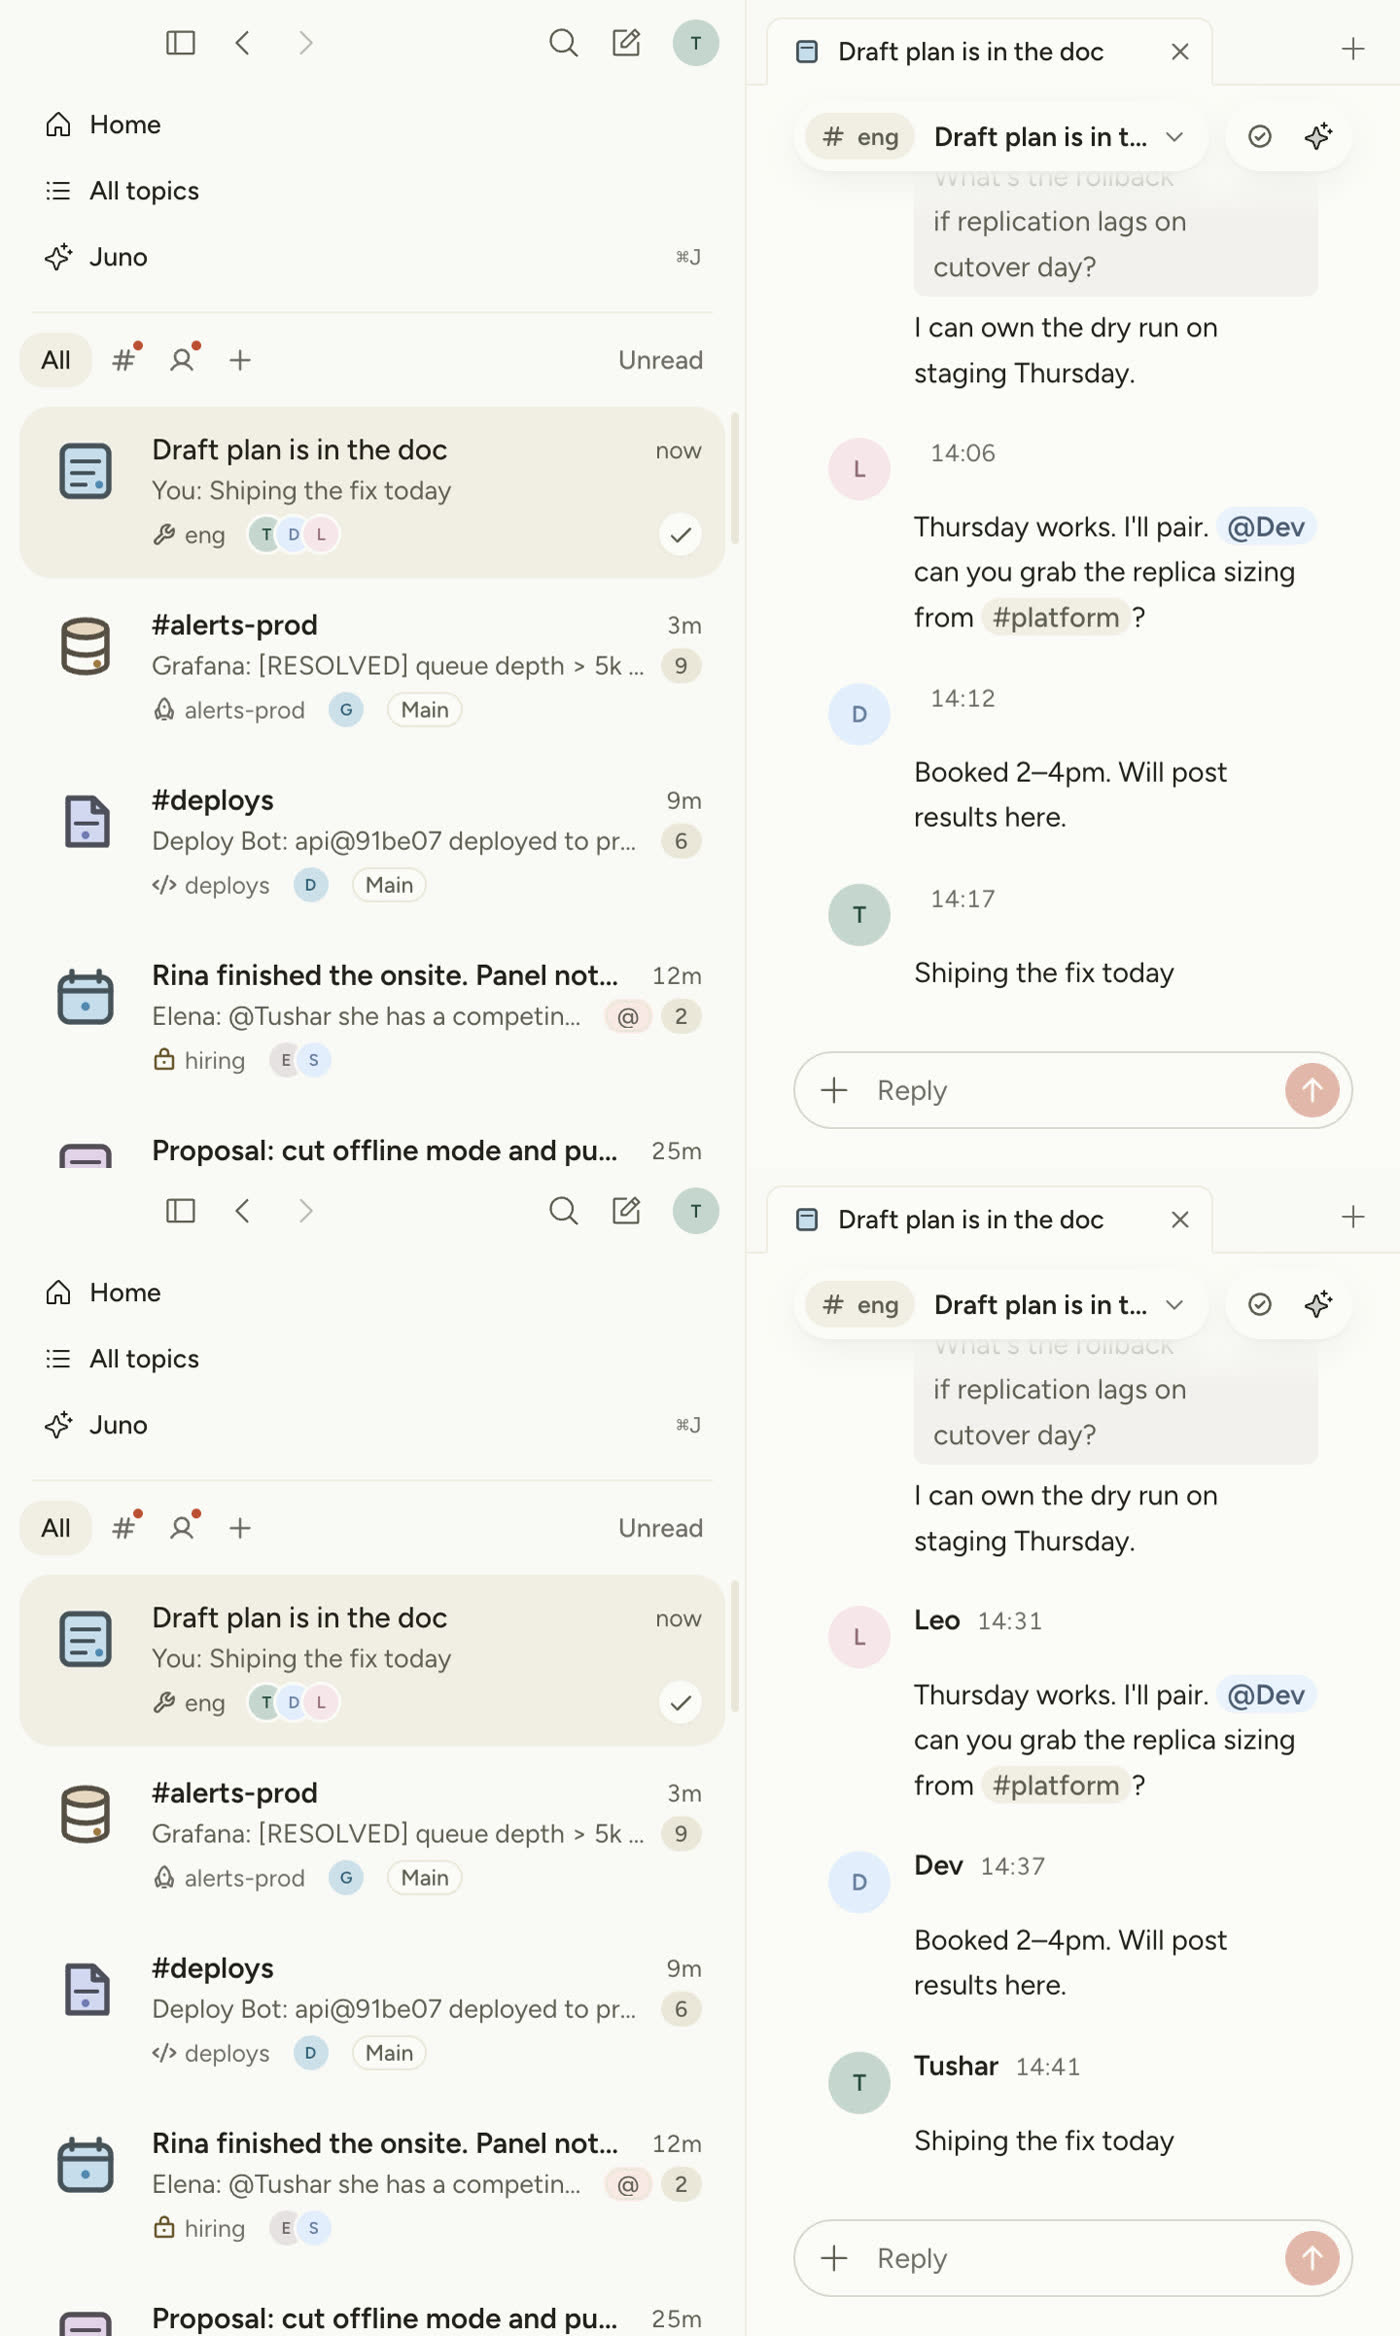 T
Home
All topics
Juno
⌘J
All
Unread
Draft plan is in the doc
now
You: Shiping the fix today
eng
T
D
L
#alerts-prod
3m
Grafana: [RESOLVED] queue depth > 5k ...
9
alerts-prod
G
Main
#deploys
9m
Deploy Bot: api@91be07 deployed to pr...
6
deploys
D
Main
Rina finished the onsite. Panel not...
12m
Elena: @Tushar she has a competin...
@
2
hiring
E
S
Proposal: cut offline mode and pu...
25m
Draft plan is in the doc
# eng
Draft plan is in t...
What's the rollback
if replication lags on
cutover day?
I can own the dry run on
staging Thursday.
L
14:06
Thursday works. I'll pair. @Dev
can you grab the replica sizing
from #platform ?
D
14:12
Booked 2–4pm. Will post
results here.
T
14:17
Shiping the fix today
Reply
T
Home
All topics
Juno
⌘J
All
Unread
Draft plan is in the doc
now
You: Shiping the fix today
eng
T
D
L
#alerts-prod
3m
Grafana: [RESOLVED] queue depth > 5k ...
9
alerts-prod
G
Main
#deploys
9m
Deploy Bot: api@91be07 deployed to pr...
6
deploys
D
Main
Rina finished the onsite. Panel not...
12m
Elena: @Tushar she has a competin...
@
2
hiring
E
S
Proposal: cut offline mode and pu...
25m
Draft plan is in the doc
# eng
Draft plan is in t...
What's the rollback
if replication lags on
cutover day?
I can own the dry run on
staging Thursday.
L
Leo 14:31
Thursday works. I'll pair. @Dev
can you grab the replica sizing
from #platform ?
D
Dev 14:37
Booked 2–4pm. Will post
results here.
T
Tushar 14:41
Shiping the fix today
Reply